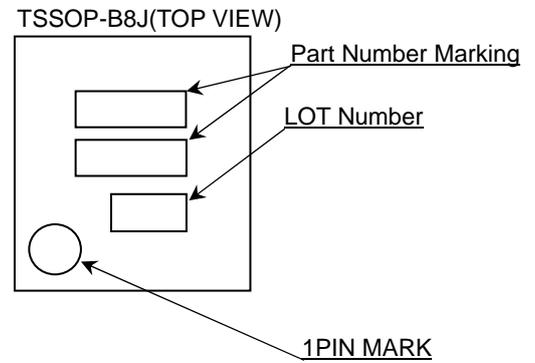 TSSOP-B8J(TOP VIEW)
Part Number Marking
LOT Number
1PIN MARK